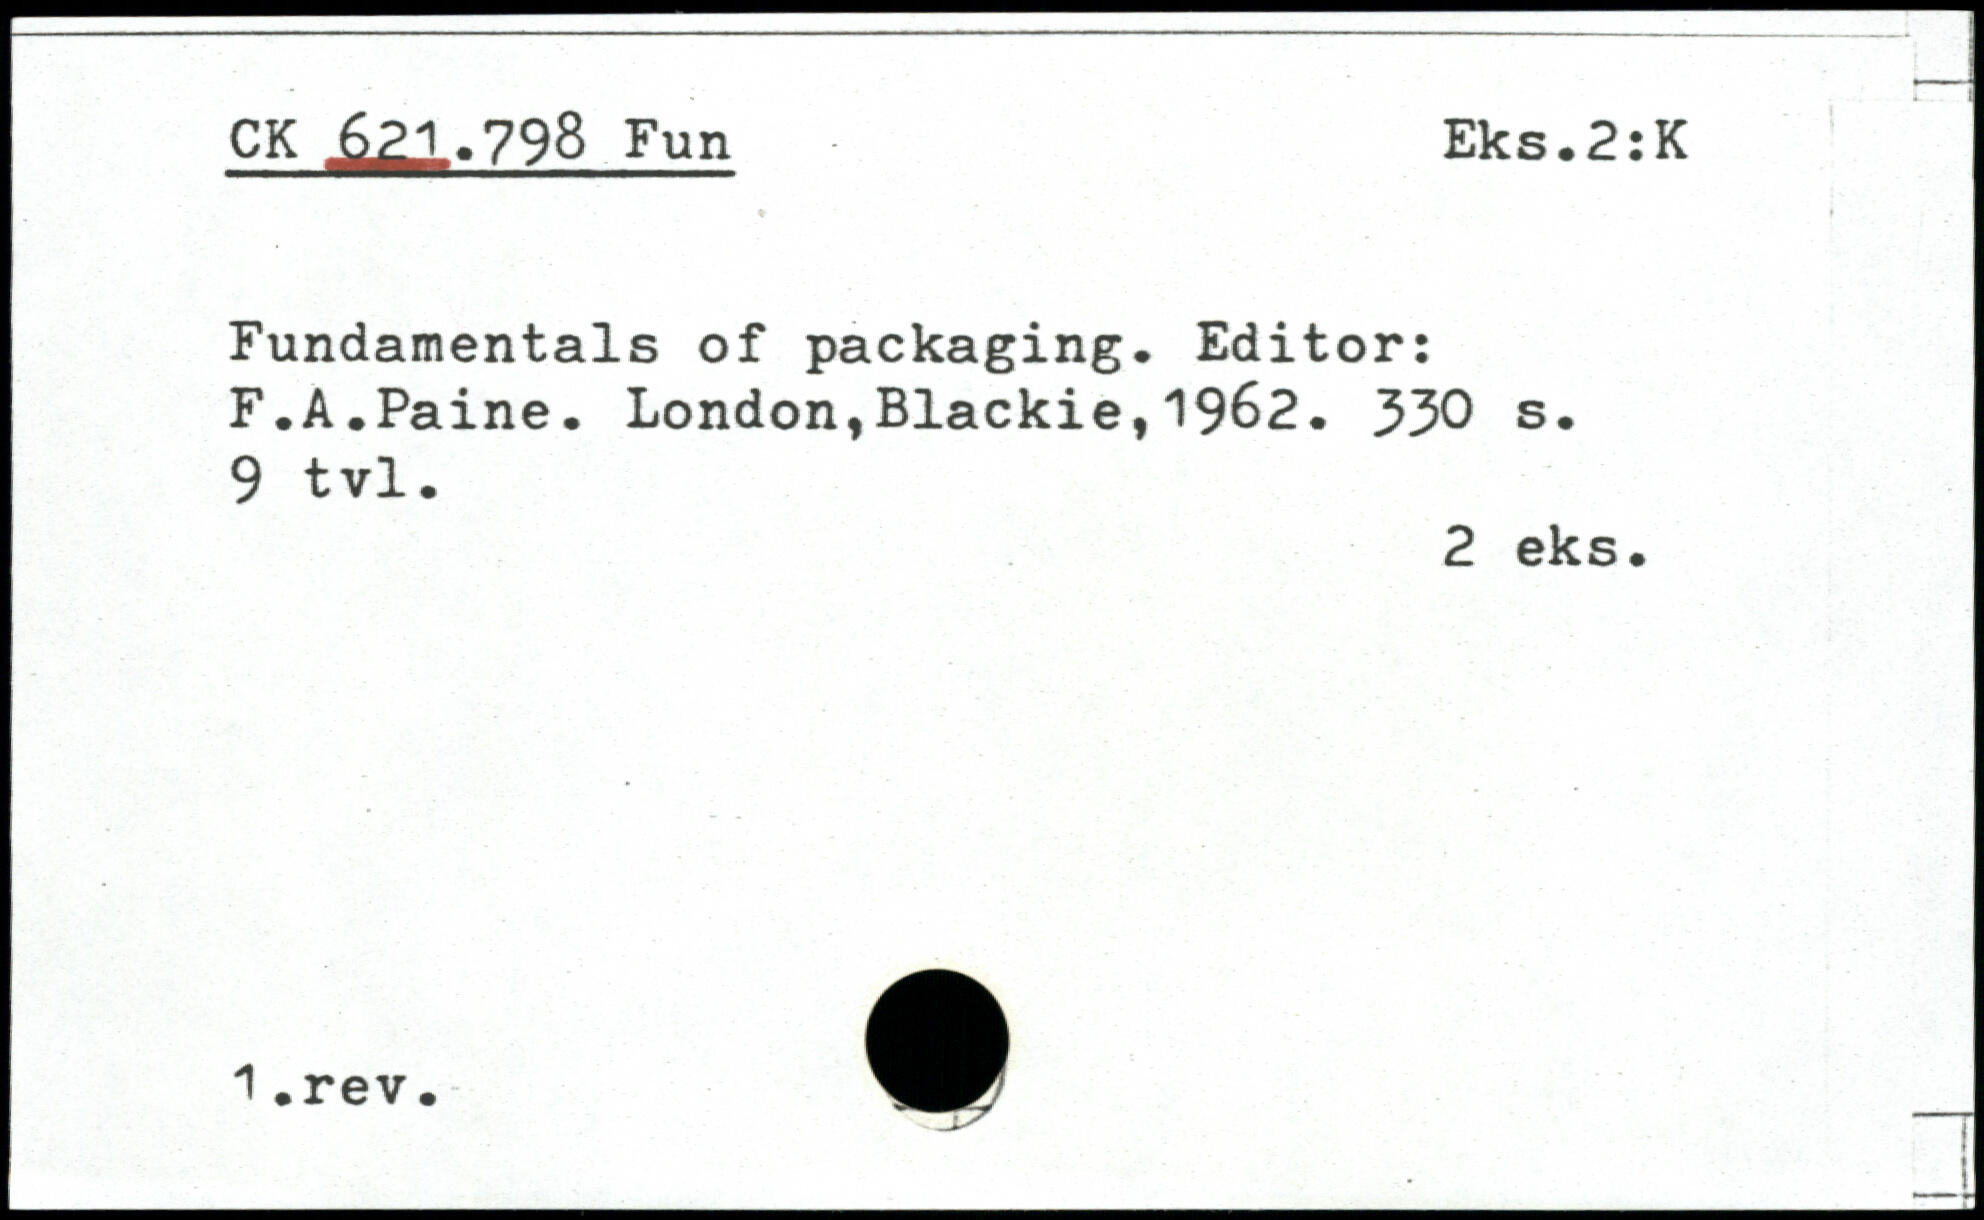 CK 621.798 Fun Eks.2:K
Fundamentals of packaging. Editor:
F.A.Paine. London,Blackie,1962. 330 s.
9 tvl.
2 eks.
1.rev.